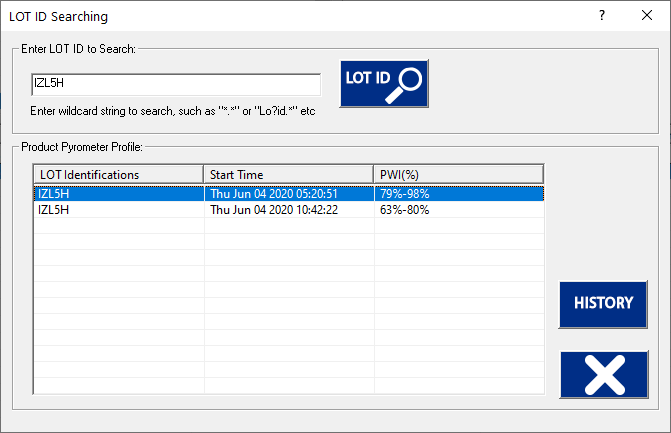 LOT ID Searching
? 
Enter LOT ID to Search:
IZL5H
LOT ID
Enter wildcard string to search, such as "*.*" or "Lo?id.*" etc
Product Pyrometer Profile:
LOT Identifications Start Time PWI(%)
IZL5H Thu Jun 04 2020 05:20:51 79%-98%
IZL5H Thu Jun 04 2020 10:42:22 63%-80%
HISTORY